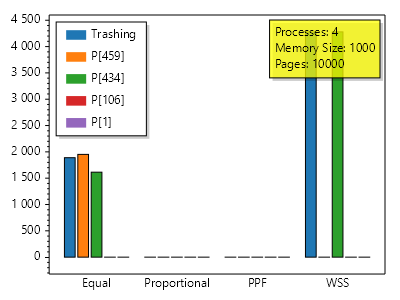 4 500
4 000
3 500
3 000
2 500
2 000
1 500
1 000
500
0
Trashing
P[459]
P[434]
P[106]
P[1]
Processes: 4
Memory Size: 1000
Pages: 10000
Equal
Proportional
PPF
WSS